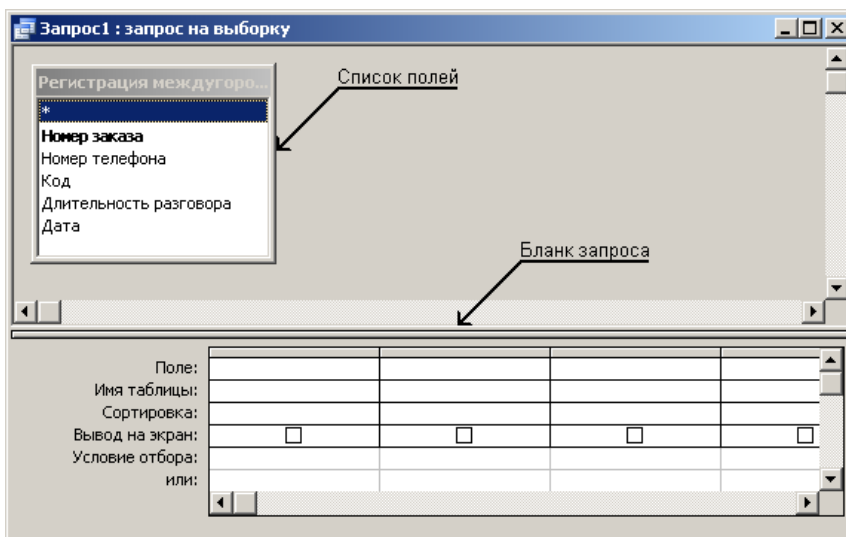 Запрос1 : запрос на выборку
Список полей
Регистрация междугоро...
*
Номер заказа
Номер телефона
Код
Длительность разговора
Дата
Бланк запроса
Поле:
Имя таблицы:
Сортировка:
Вывод на экран:
Условие отбора:
или: